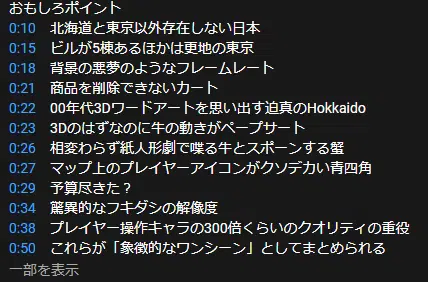 おもしろポイント
0:10 北海道と東京以外存在しない日本
0:15 ビルが5棟あるほかは更地の東京
0:18 背景の悪夢のようなフレームレート
0:21 商品を削除できないカート
0:22 00年代3Dワードアートを思い出す迫真のHokkaido
0:23 3Dのはずなのに牛の動きがペープサート
0:26 相変わらず紙人形劇で喋る牛とスポーンする蟹
0:27 マップ上のプレイヤーアイコンがクソデカい青四角
0:29 予算尽きた？
0:34 驚異的なフキダシの解像度
0:38 プレイヤー操作キャラの300倍くらいのクオリティの重役
0:50 これらが「象徴的なワンシーン」としてまとめられる
一部を表示